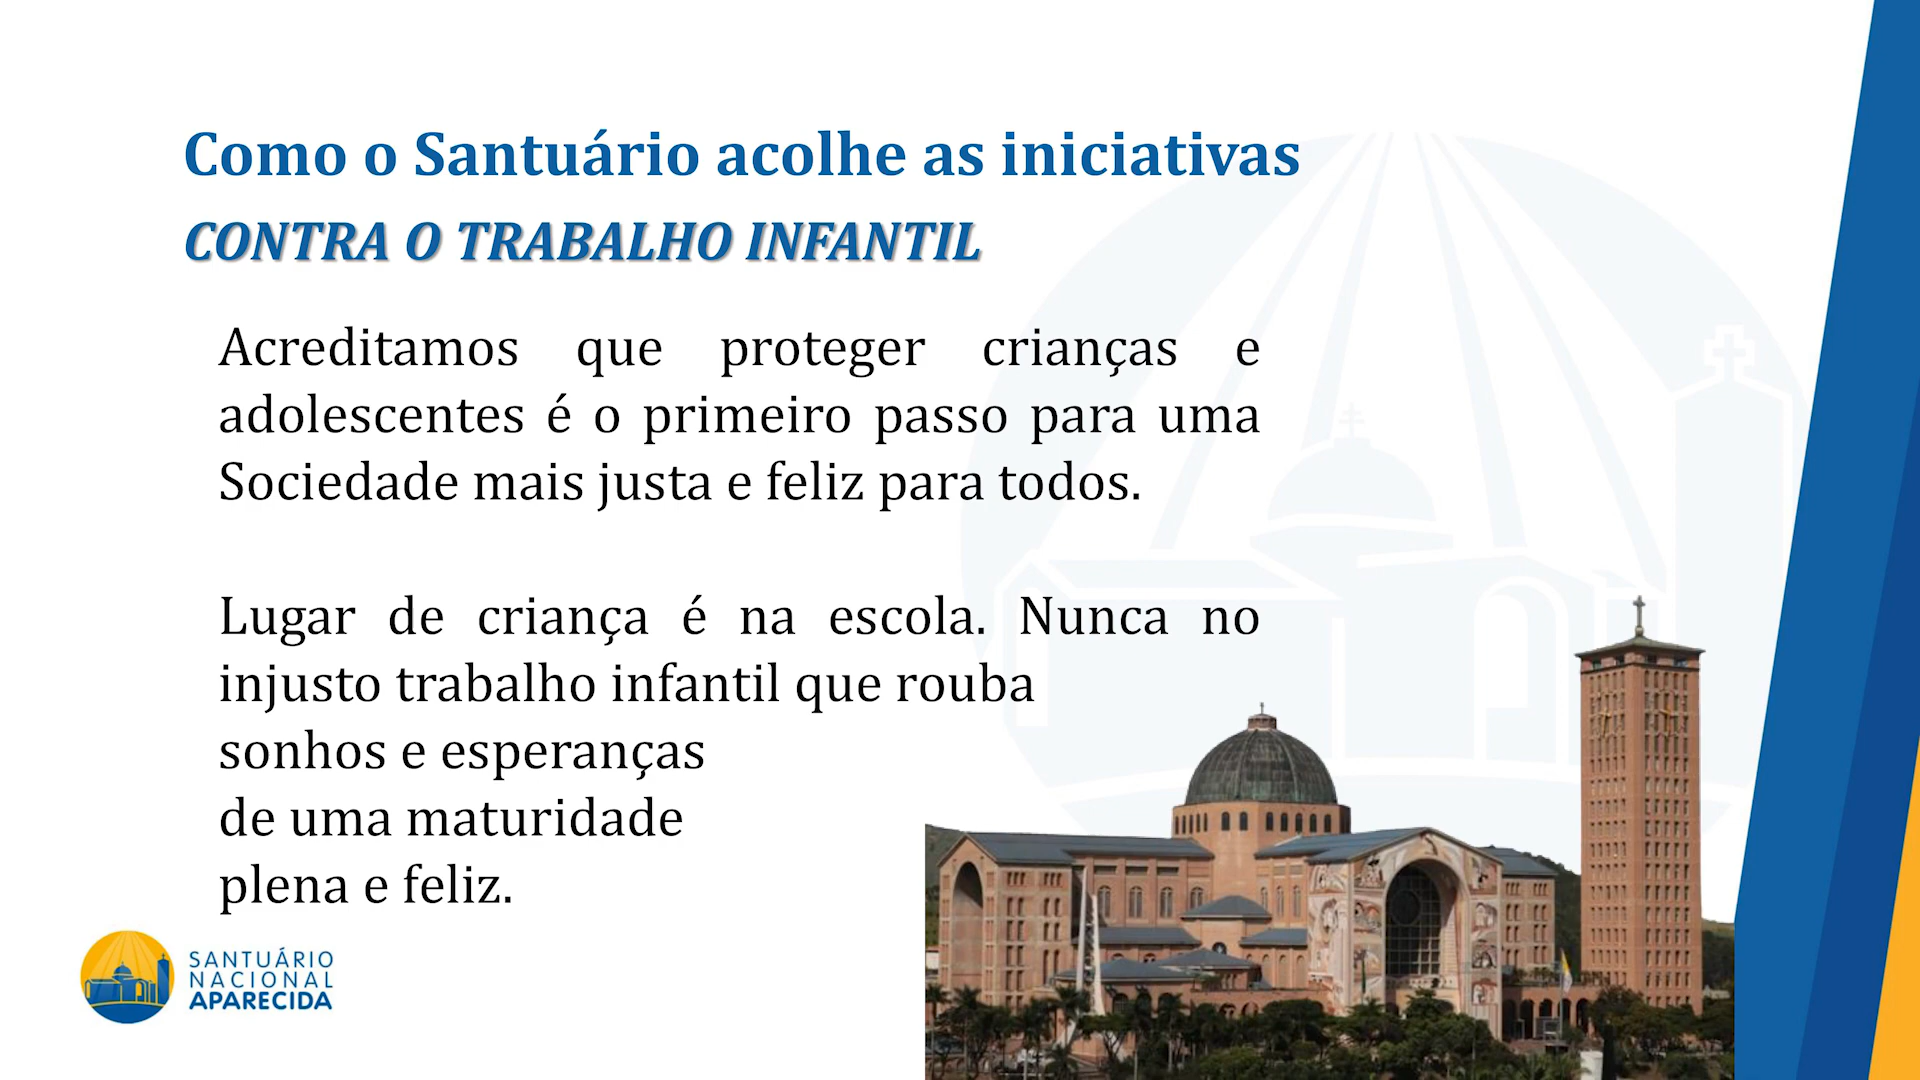 Como o Santuário acolhe as iniciativas
CONTRA O TRABALHO INFANTIL
Acreditamos que proteger crianças e
adolescentes é o primeiro passo para uma
Sociedade mais justa e feliz para todos.
Lugar de criança é na escola. Nunca no
injusto trabalho infantil que rouba
sonhos e esperanças
de uma maturidade
plena e feliz.
SANTUÁRIO
NACIONAL
APARECIDA